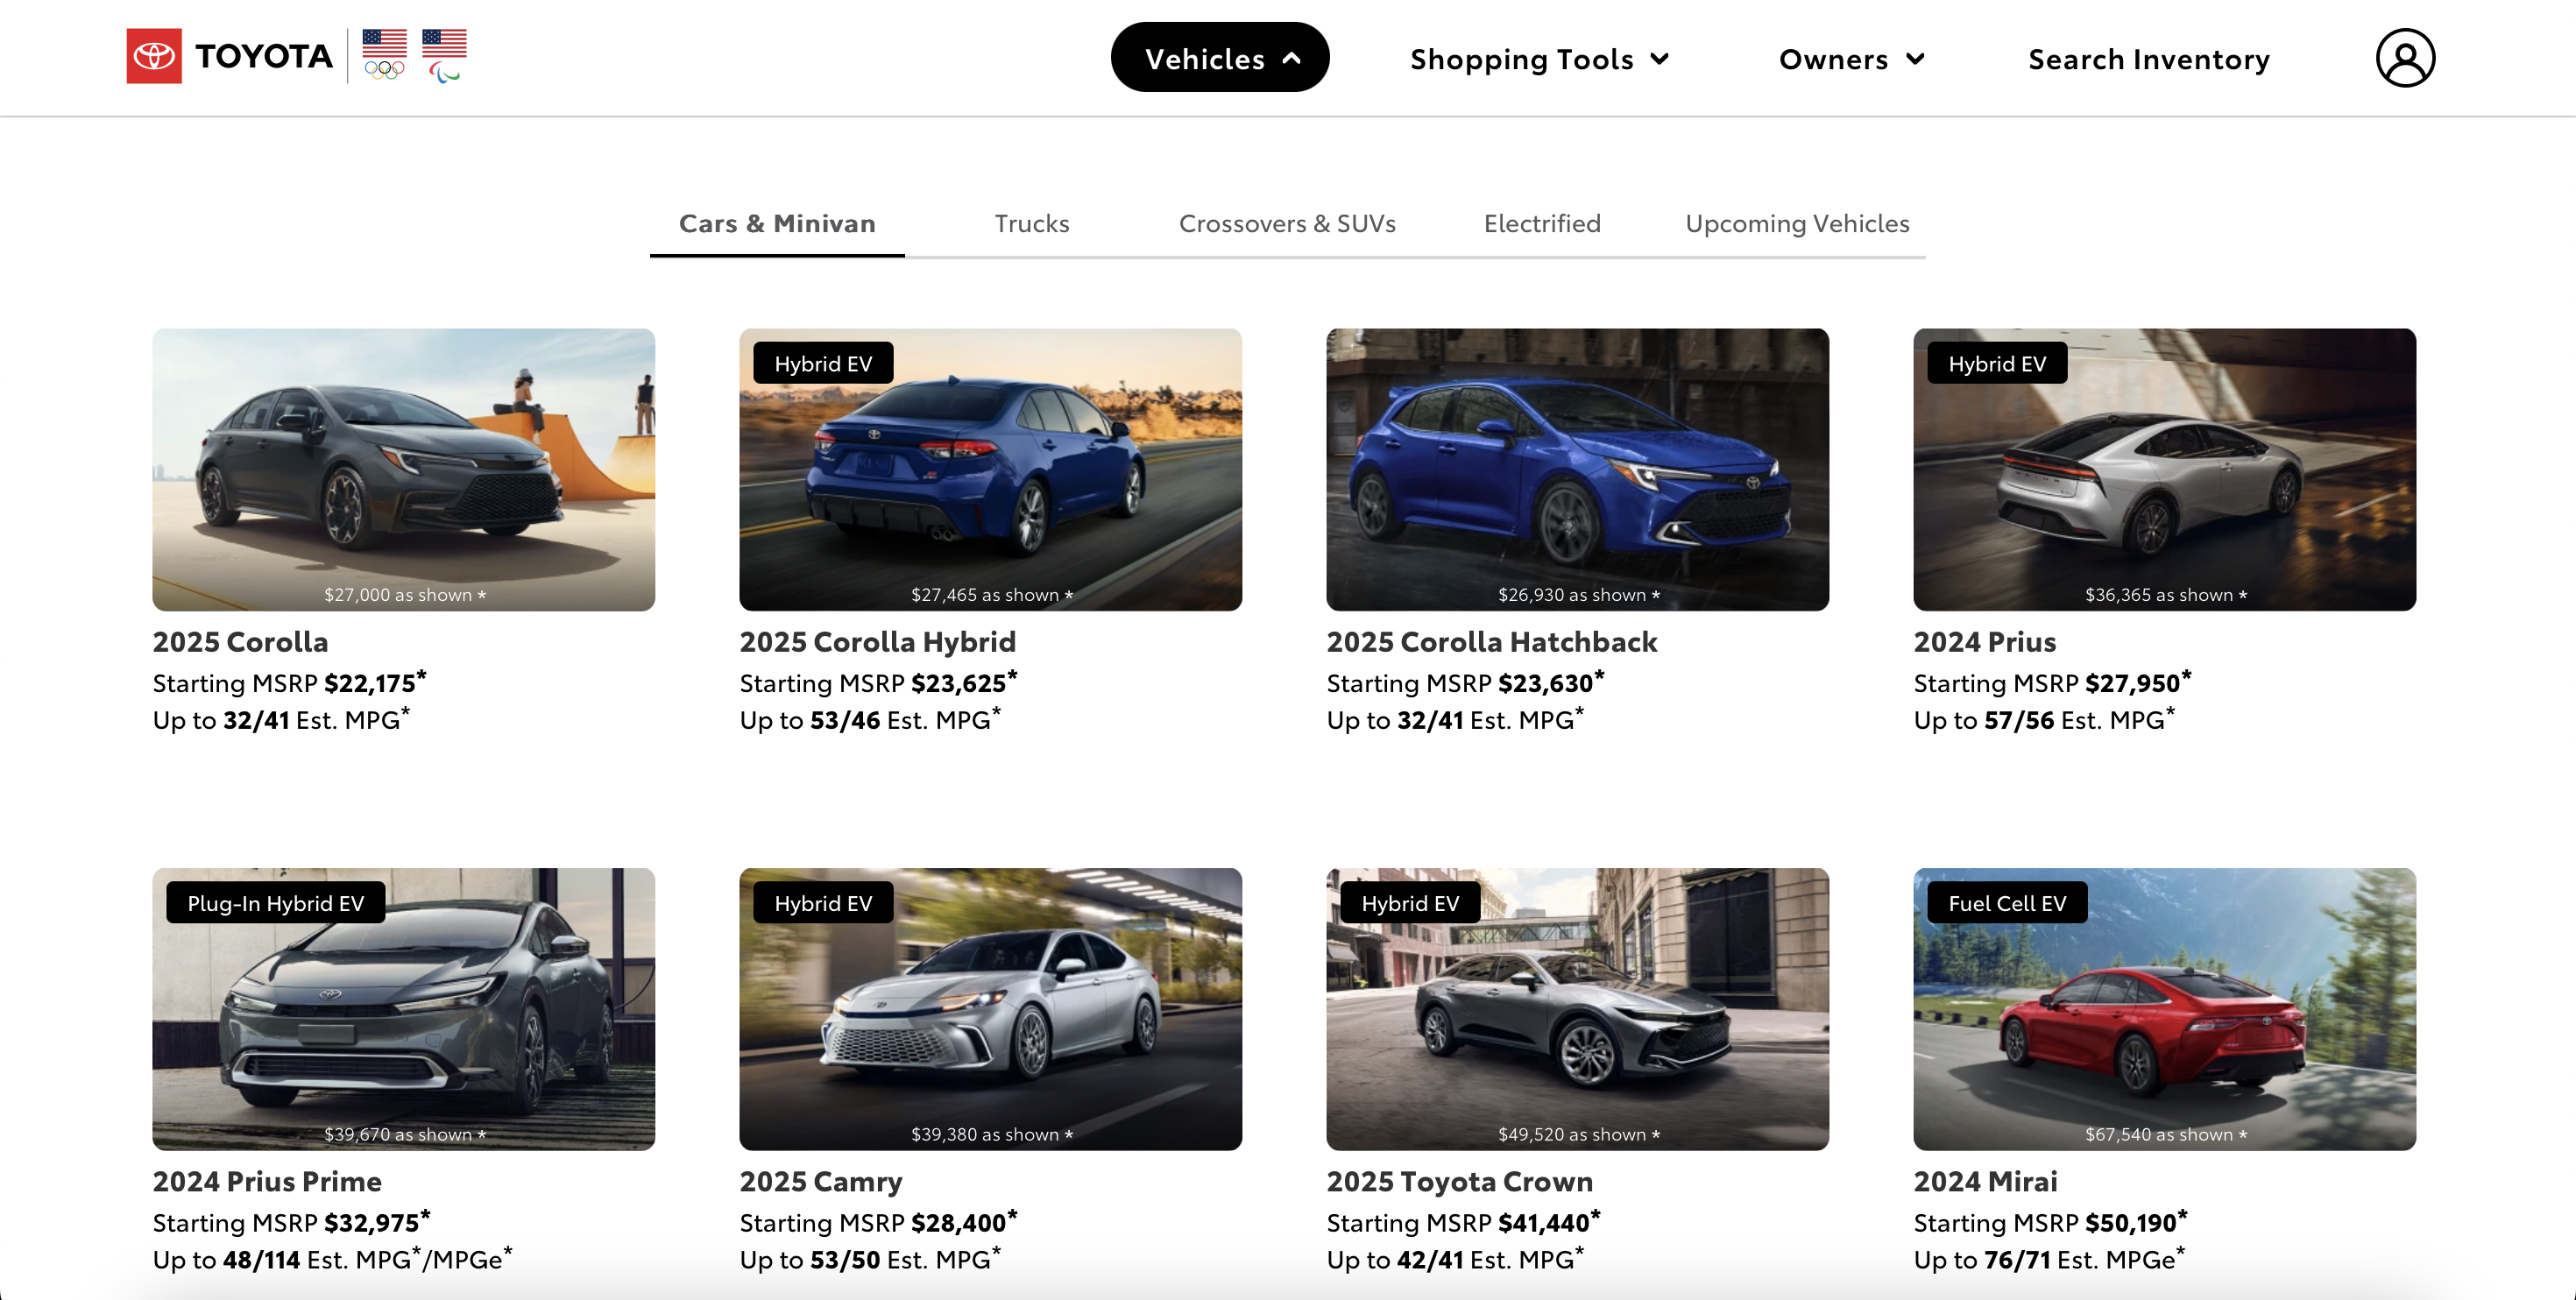 TOYOTA
Vehicles
Shopping Tools
Owners
Search Inventory
Cars & Minivan
Trucks
Crossovers & SUVs
Electrified
Upcoming Vehicles
$27,000 as shown *
2025 Corolla
Starting MSRP $22,175*
Up to 32/41 Est. MPG*
Hybrid EV
$27,465 as shown *
2025 Corolla Hybrid
Starting MSRP $23,625*
Up to 53/46 Est. MPG*
$26,930 as shown *
2025 Corolla Hatchback
Starting MSRP $23,630*
Up to 32/41 Est. MPG*
Hybrid EV
$36,365 as shown *
2024 Prius
Starting MSRP $27,950*
Up to 57/56 Est. MPG*
Plug-In Hybrid EV
$39,670 as shown *
2024 Prius Prime
Starting MSRP $32,975*
Up to 48/114 Est. MPG*/MPGe*
Hybrid EV
$39,380 as shown *
2025 Camry
Starting MSRP $28,400*
Up to 53/50 Est. MPG*
Hybrid EV
$49,520 as shown *
2025 Toyota Crown
Starting MSRP $41,440*
Up to 42/41 Est. MPG*
Fuel Cell EV
$67,540 as shown *
2024 Mirai
Starting MSRP $50,190*
Up to 76/71 Est. MPGe*